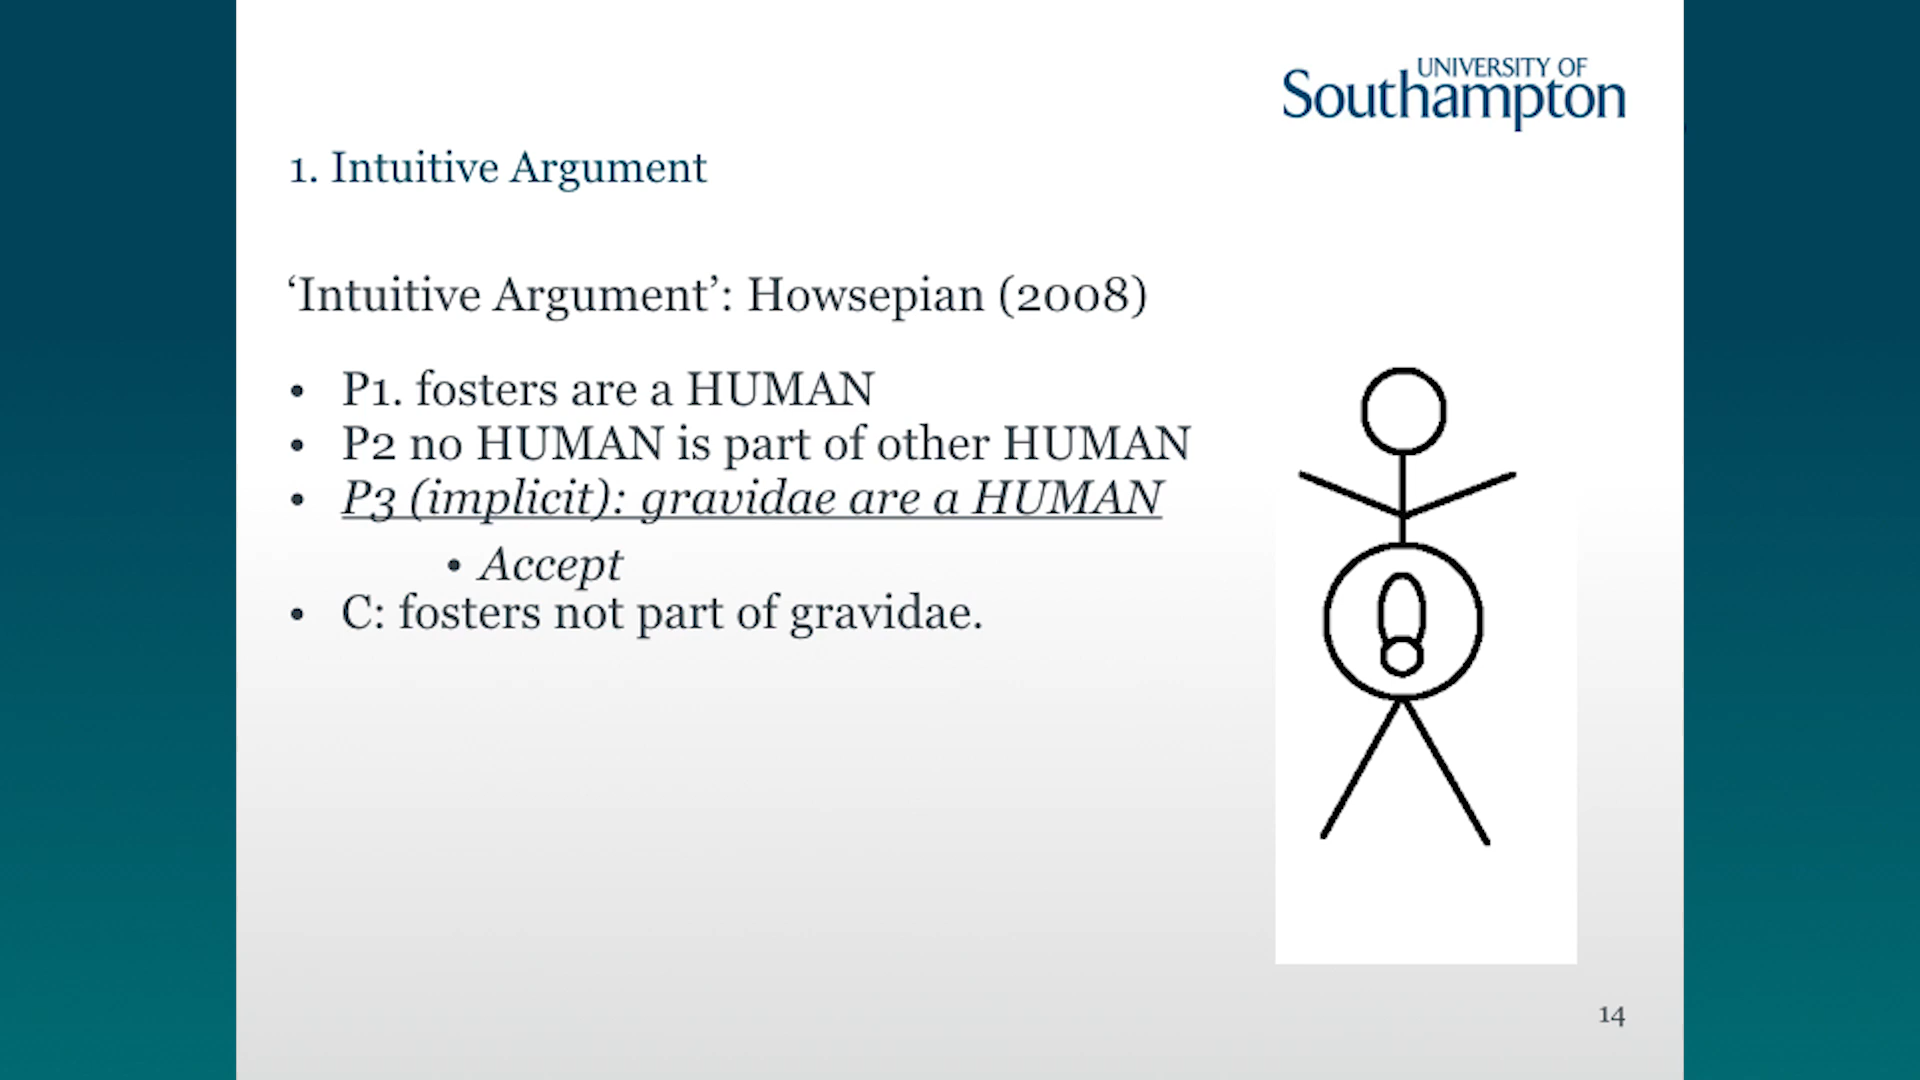 UNIVERSITY OF
Southampton
1. Intuitive Argument
‘Intuitive Argument’: Howsepian (2008)
• P1. fosters are a HUMAN
• P2 no HUMAN is part of other HUMAN
• P3 (implicit): gravidae are a HUMAN
• Accept
• C: fosters not part of gravidae.
14